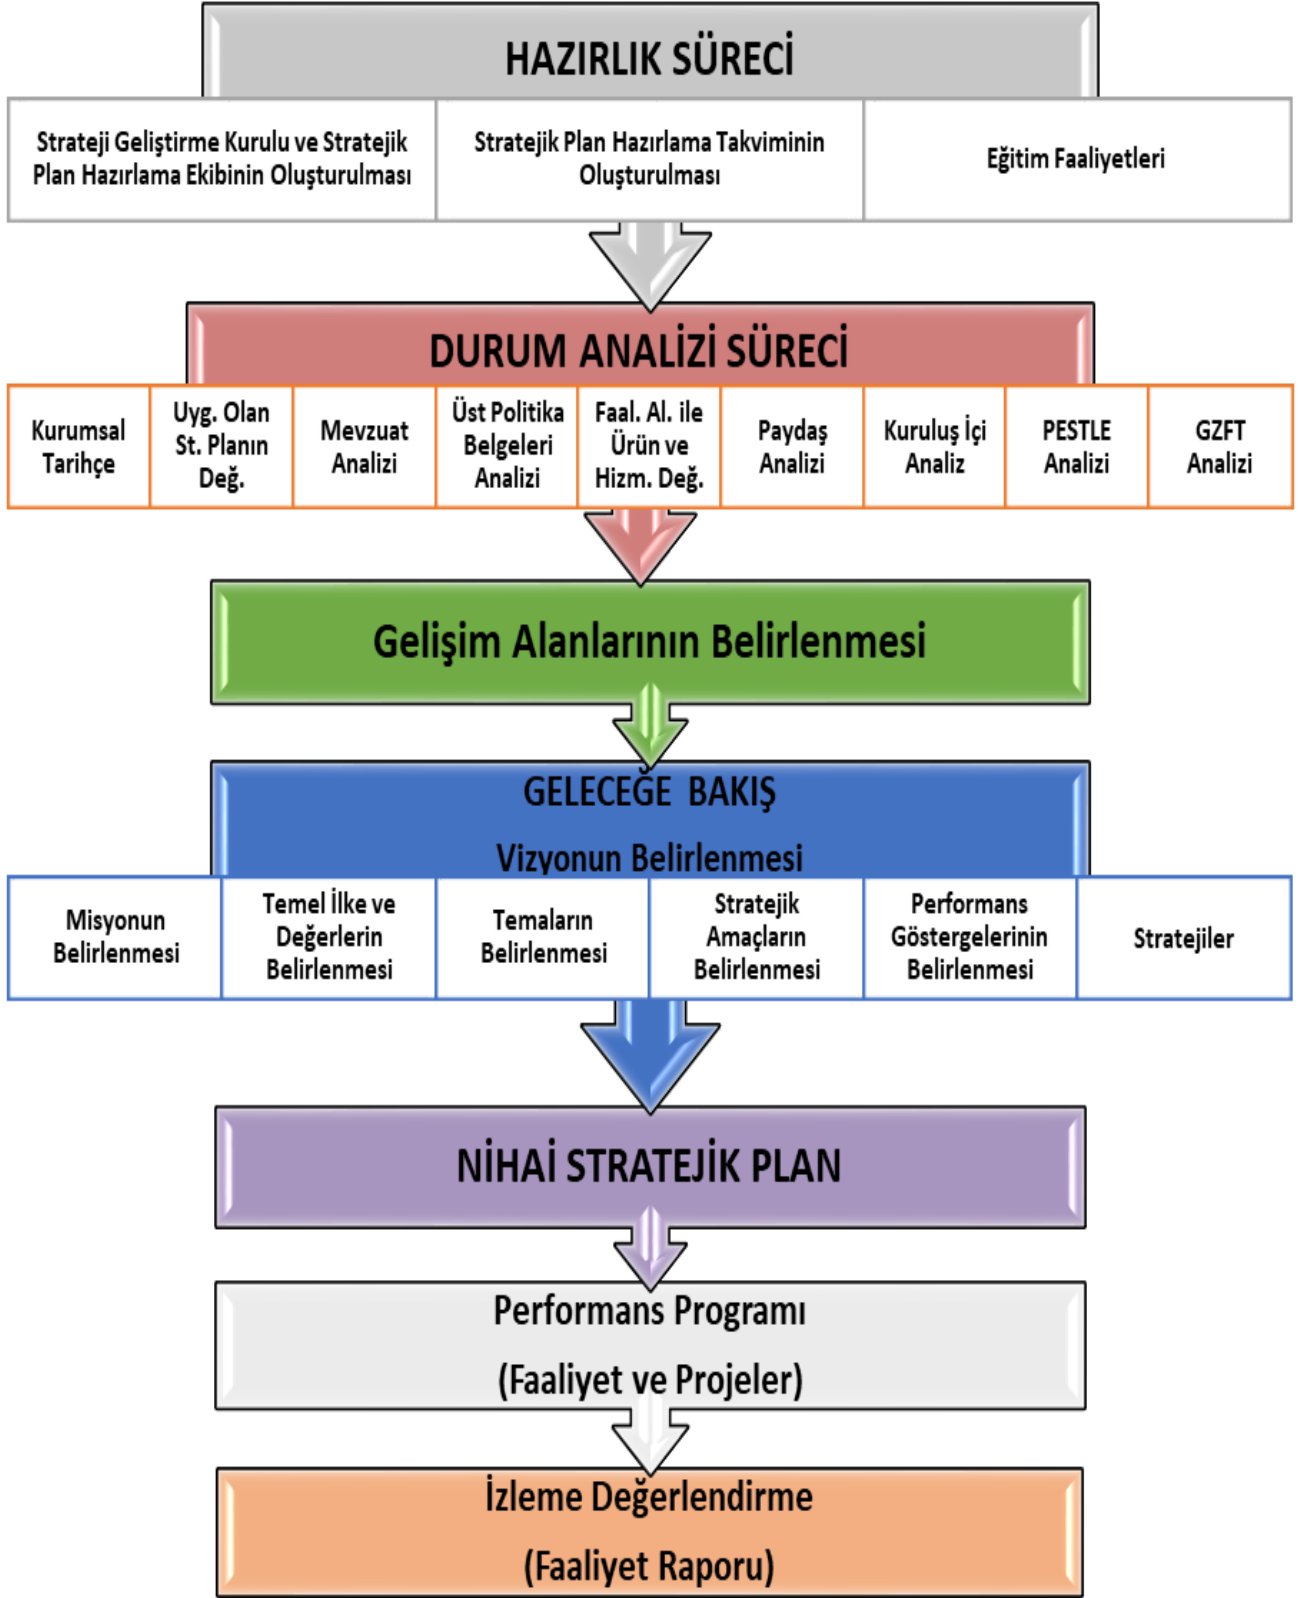 HAZIRLIK SÜRECİ
Strateji Geliştirme Kurulu ve Stratejik
Plan Hazırlama Ekibinin Oluşturulması
Stratejik Plan Hazırlama Takviminin
Oluşturulması
Eğitim Faaliyetleri
DURUM ANALİZİ SÜRECİ
Kurumsal
Tarihçe
Uyg. Olan
St. Planın
Değ.
Mevzuat
Analizi
Üst Politika
Belgeleri
Analizi
Faal. Al. ile
Ürün ve
Hizm. Değ.
Paydaş
Analizi
Kuruluş İçi
Analiz
PESTLE
Analizi
GZFT
Analizi
Gelişim Alanlarının Belirlenmesi
GELECEĞE BAKIŞ
Vizyonun Belirlenmesi
Misyonun
Belirlenmesi
Temel İlke ve
Değerlerin
Belirlenmesi
Temaların
Belirlenmesi
Stratejik
Amaçların
Belirlenmesi
Performans
Göstergelerinin
Belirlenmesi
Stratejiler
NİHAİ STRATEJİK PLAN
Performans Programı
(Faaliyet ve Projeler)
İzleme Değerlendirme
(Faaliyet Raporu)